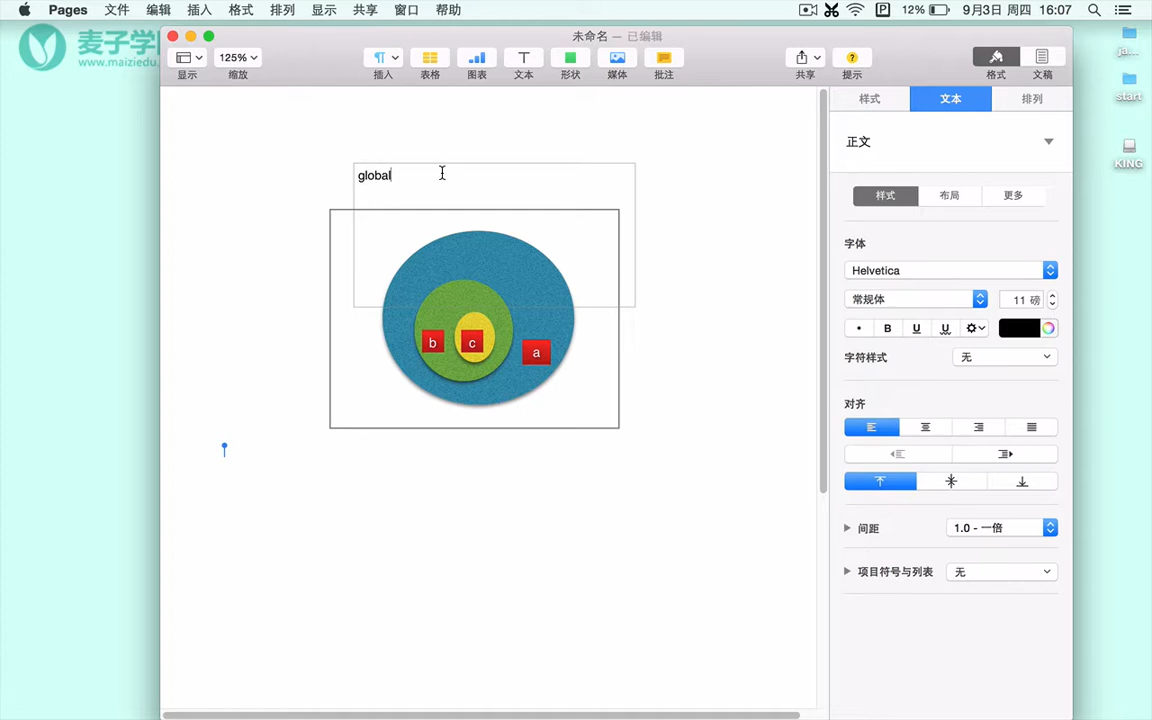 Pages 文件 编辑 插入 格式 排列 显示 共享 窗口 帮助 12% 9月3日 周四 16:07
麦子学
www.maiziedu.
未命名 — 已编辑
125%
显示 缩放 插入 表格 图表 文本 形状 媒体 批注 共享 提示 格式 文稿
ja...
start
KING
样式 文本 排列
正文
样式 布局 更多
字体
Helvetica
常规体 11 磅
B U U
字符样式 无
对齐
间距 1.0 - 一倍
项目符号与列表 无
global
b c a